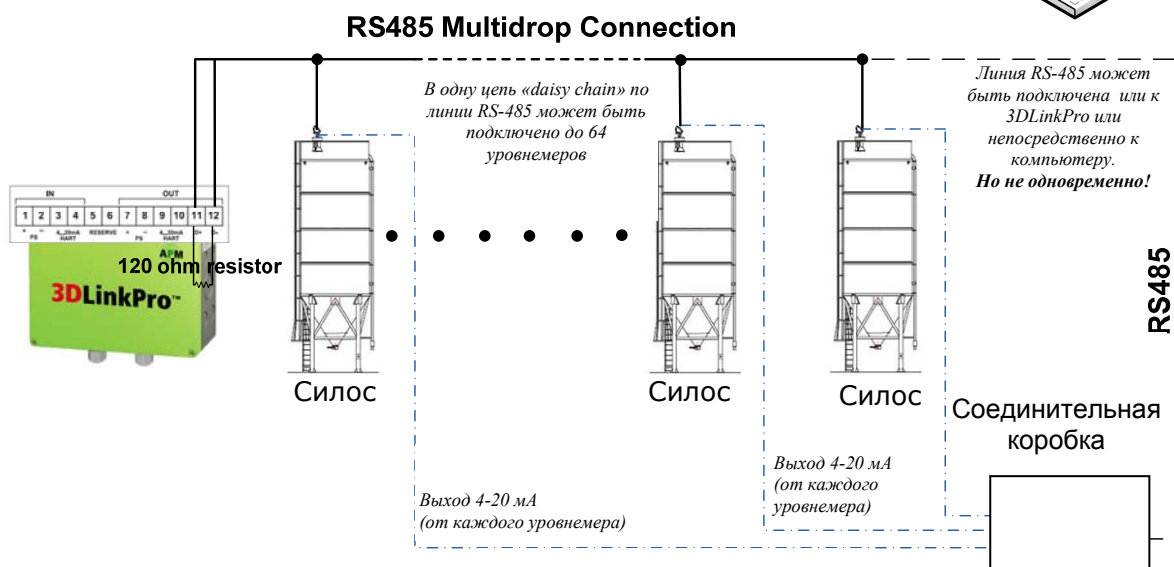 RS485 Multidrop Connection
В одну цепь «daisy chain» по
линии RS-485 может быть
подключено до 64
уровнемеров
Линия RS-485 может
быть подключена или к
3DLinkPro или
непосредственно к
компьютеру.
Но не одновременно!
IN OUT
1 2 3 4 5 6 7 8 9 10 11 12
+ – 4...20mA RESERVE + – 4...20mA D+ D-
PS HART PS HART
APM
120 ohm resistor
3DLinkPro™
RS485
Силос
Силос
Силос
Соединительная
коробка
Выход 4-20 мА
(от каждого
уровнемера)
Выход 4-20 мА
(от каждого уровнемера)